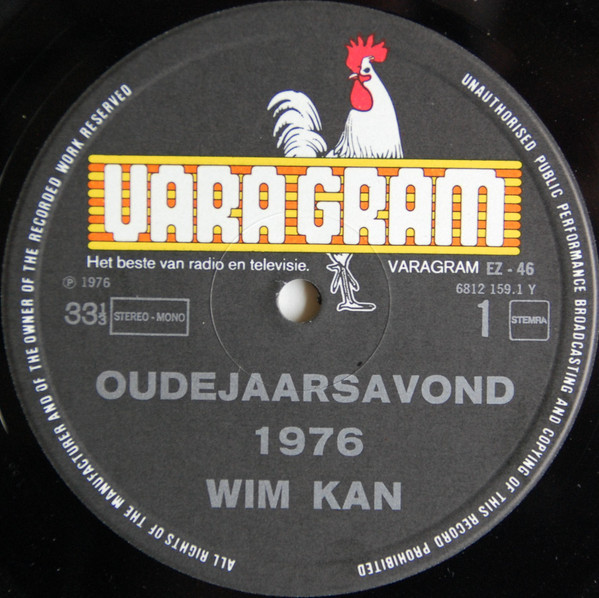 VARAGRAM
Het beste van radio en televisie.
VARAGRAM EZ - 46
℗ 1976
6812 159.1 Y
33⅓ STEREO - MONO
1 STEMRA
OUDEJAARSAVOND
1976
WIM KAN
ALL RIGHTS OF THE MANUFACTURER AND OF THE OWNER OF THE RECORDED WORK RESERVED
UNAUTHORISED PUBLIC PERFORMANCE BROADCASTING AND COPYING OF THIS RECORD PROHIBITED